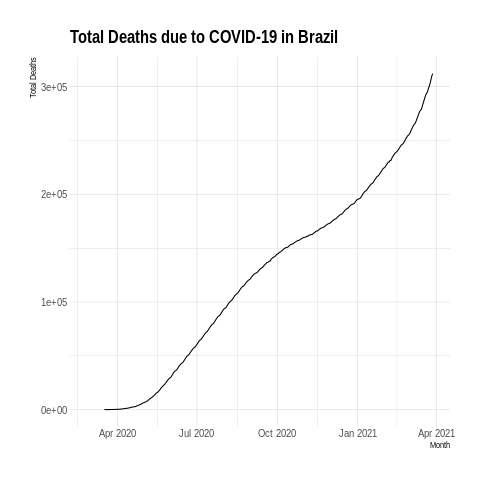 Total Deaths due to COVID-19 in Brazil
Total Deaths
3e+05
2e+05
1e+05
0e+00
Apr 2020 Jul 2020 Oct 2020 Jan 2021 Apr 2021
Month